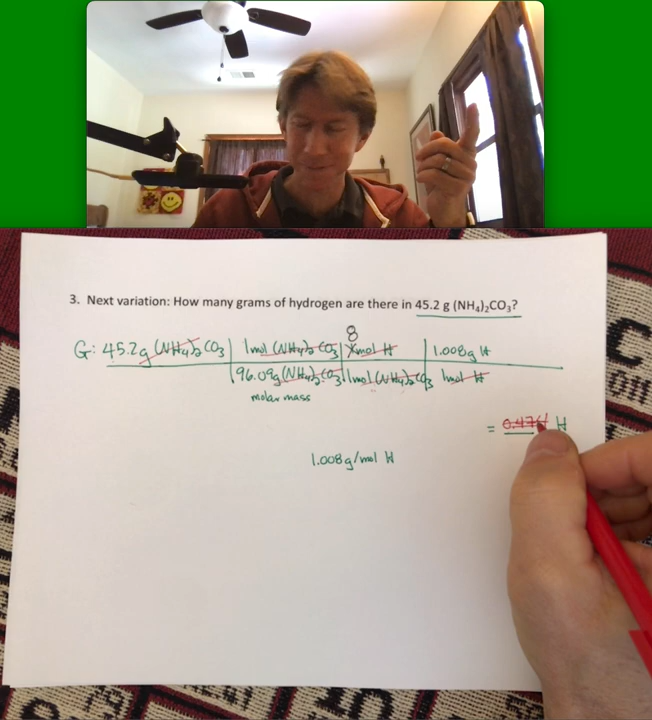 3. Next variation: How many grams of hydrogen are there in 45.2 g (NH₄)₂CO₃?
8
G: 45.2g (NH₄)₂CO₃ | 1mol (NH₄)₂CO₃ | mol H | 1.008g H
96.09g (NH₄)₂CO₃ | 1mol (NH₄)₂CO₃ | 1mol H
molar mass
= 0.474 H
1.008g/mol H
C